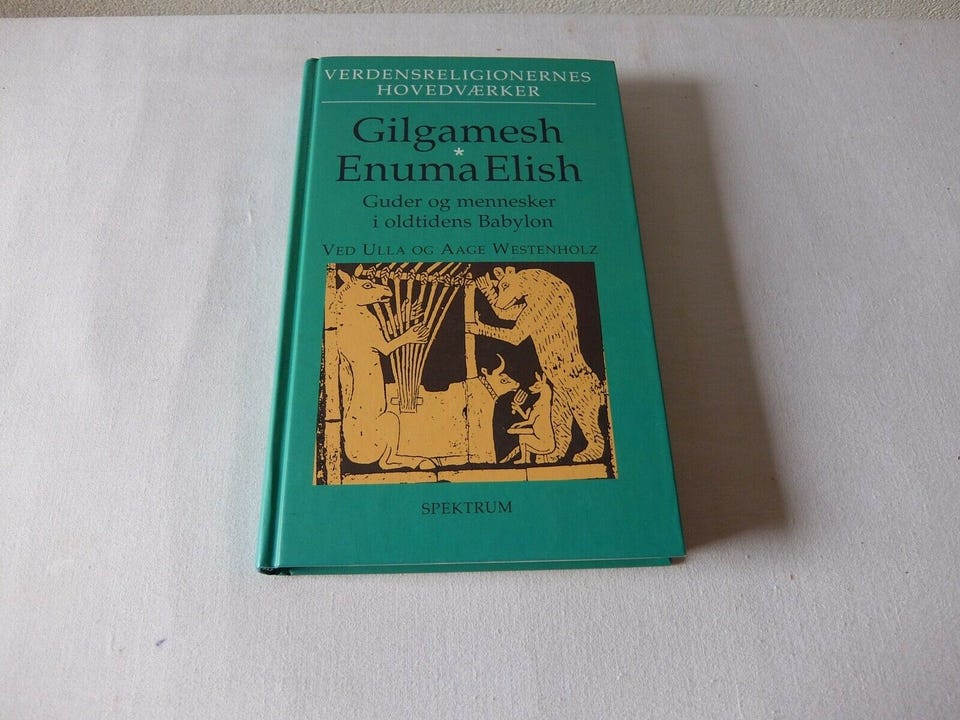 VERDENSRELIGIONERNES
HOVEDVÆRKER
Gilgamesh
*
Enuma Elish
Guder og mennesker
i oldtidens Babylon
VED ULLA OG AAGE WESTENHOLZ
SPEKTRUM